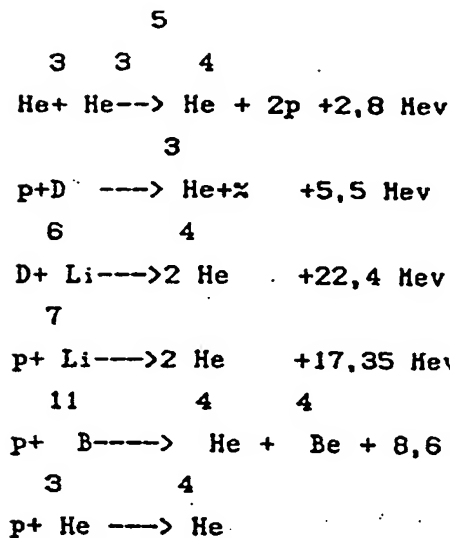 5
3 3 4
He+ He--> He + 2p +2,8 Mev
3
p+D ---> He+% +5,5 Mev
6 4
D+ Li--->2 He +22,4 Mev
7
p+ Li--->2 He +17,35 Mev
11 4 4
p+ B----> He + Be + 8,6
3 4
p+ He ---> He